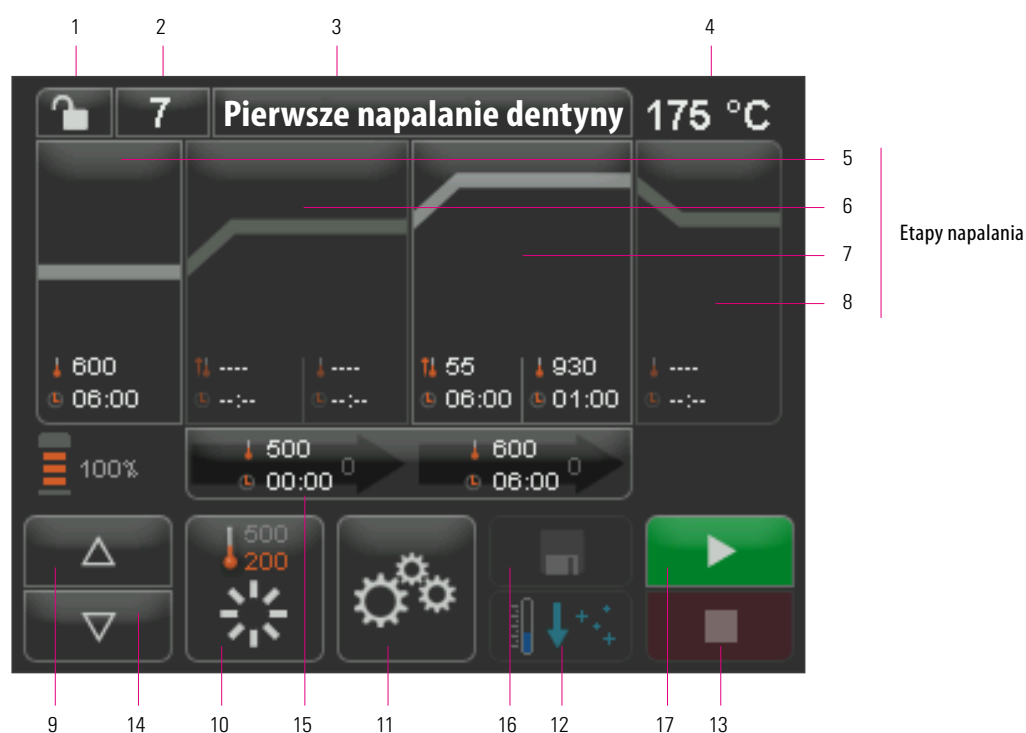 1 2 3 4
7 Pierwsze napalanie dentyny 175 °C
5
6
Etapy napalania
7
8
600 ---- ---- 55 930 ----
06:00 --:-- --:-- 06:00 01:00 --:--
100%
500 0 600 0
00:00 06:00
500
200
9 14 10 15 11 16 12 17 13